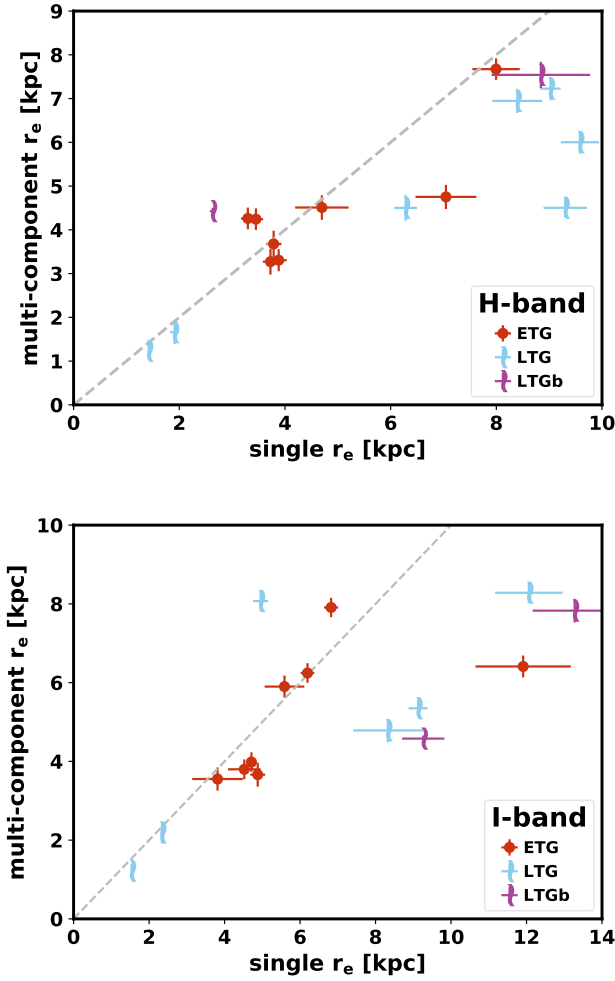 9
8
7
6
5
4
3
2
1
0
multi-component rₑ [kpc]
H-band
ETG
LTG
LTGb
0 2 4 6 8 10
single rₑ [kpc]
10
8
6
4
2
0
multi-component rₑ [kpc]
I-band
ETG
LTG
LTGb
0 2 4 6 8 10 12 14
single rₑ [kpc]